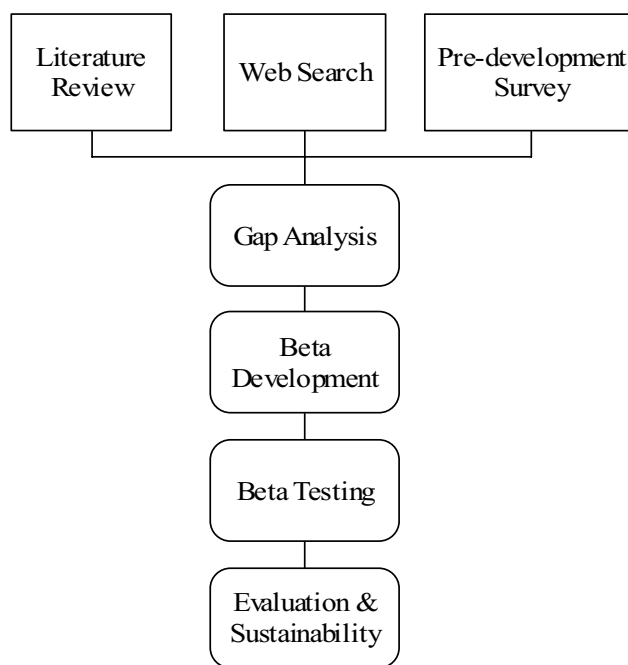 Literature
Review
Web Search
Pre-development
Survey
Gap Analysis
Beta
Development
Beta Testing
Evaluation &
Sustainability